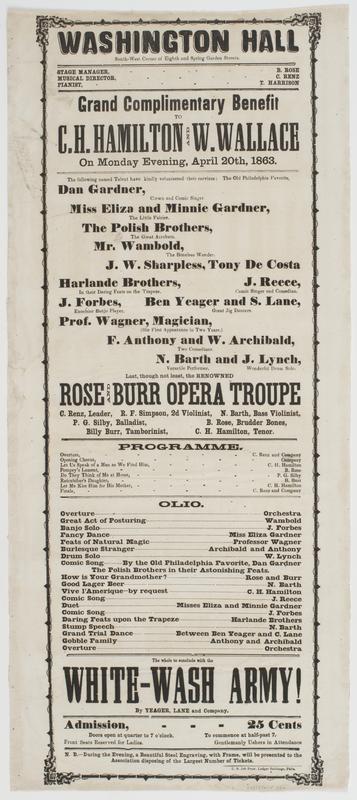 WASHINGTON HALL
South-West Corner of Eighth and Spring Garden Streets.
STAGE MANAGER, B. ROSE
MUSICAL DIRECTOR, C. RENZ
PIANIST, T. HARRISON
Grand Complimentary Benefit
TO
C. H. HAMILTON AND W. WALLACE
On Monday Evening, April 20th, 1863.
The following named Talent have kindly volunteered their services: The Old Philadelphia Favorite,
Dan Gardner,
Clown and Comic Singer
Miss Eliza and Minnie Gardner,
The Little Fairies.
The Polish Brothers,
The Great Acrobats.
Mr. Wambold,
The Boneless Wonder.
J. W. Sharpless, Tony De Costa
Harlande Brothers, J. Reece,
In their Daring Feats on the Trapeze. Comic Singer and Comedian.
J. Forbes, Ben Yeager and S. Lane,
Excelsior Banjo Player. Great Jig Dancers.
Prof. Wagner, Magician,
(His First Appearance in Two Years.)
F. Anthony and W. Archibald,
Two Comedians.
N. Barth and J. Lynch,
Versatile Performer. Wonderful Drum Solo.
Last, though not least, the RENOWNED
ROSE AND BURR OPERA TROUPE
C. Renz, Leader, R. F. Simpson, 2d Violinist, N. Barth, Bass Violinist,
P. G. Silby, Balladist, B. Rose, Brudder Bones,
Billy Burr, Tamborinist, C. H. Hamilton, Tenor.
PROGRAMME.
Overture, C. Renz and Company
Opening Chorus, Company
Let Us Speak of a Man as We Find Him, C. H. Hamilton
Pompey's Lament, B. Rose
Do They Think of Me at Home, P. G. Silby
Ratcatcher's Daughter, B. Burr
Let Me Kiss Him for His Mother, C. H. Hamilton
Finale, C. Renz and Company
OLIO.
Overture Orchestra
Great Act of Posturing Wambold
Banjo Solo J. Forbes
Fancy Dance Miss Eliza Gardner
Feats of Natural Magic Professor Wagner
Burlesque Stranger Archibald and Anthony
Drum Solo W. Lynch
Comic Song By the Old Philadelphia Favorite, Dan Gardner
The Polish Brothers in their Astonishing Feats.
How is Your Grandmother? Rose and Burr
Good Lager Beer N. Barth
Vive l'Amerique—by request C. H. Hamilton
Comic Song J. Reece
Duet Misses Eliza and Minnie Gardner
Comic Song J. Forbes
Daring Feats upon the Trapeze Harlande Brothers
Stump Speech N. Barth
Grand Trial Dance Between Ben Yeager and C. Lane
Gobble Family Anthony and Archibald
Overture Orchestra
The whole to conclude with the
WHITE-WASH ARMY!
By YEAGER, LANE and Company.
Admission, - - - 25 Cents
Doors open at quarter to 7 o'clock. To commence at half-past 7.
Front Seats Reserved for Ladies. Gentlemanly Ushers in Attendance
N. B.—During the Evening, a Beautiful Steel Engraving, with Frame, will be presented to the
Association disposing of the Largest Number of Tickets.